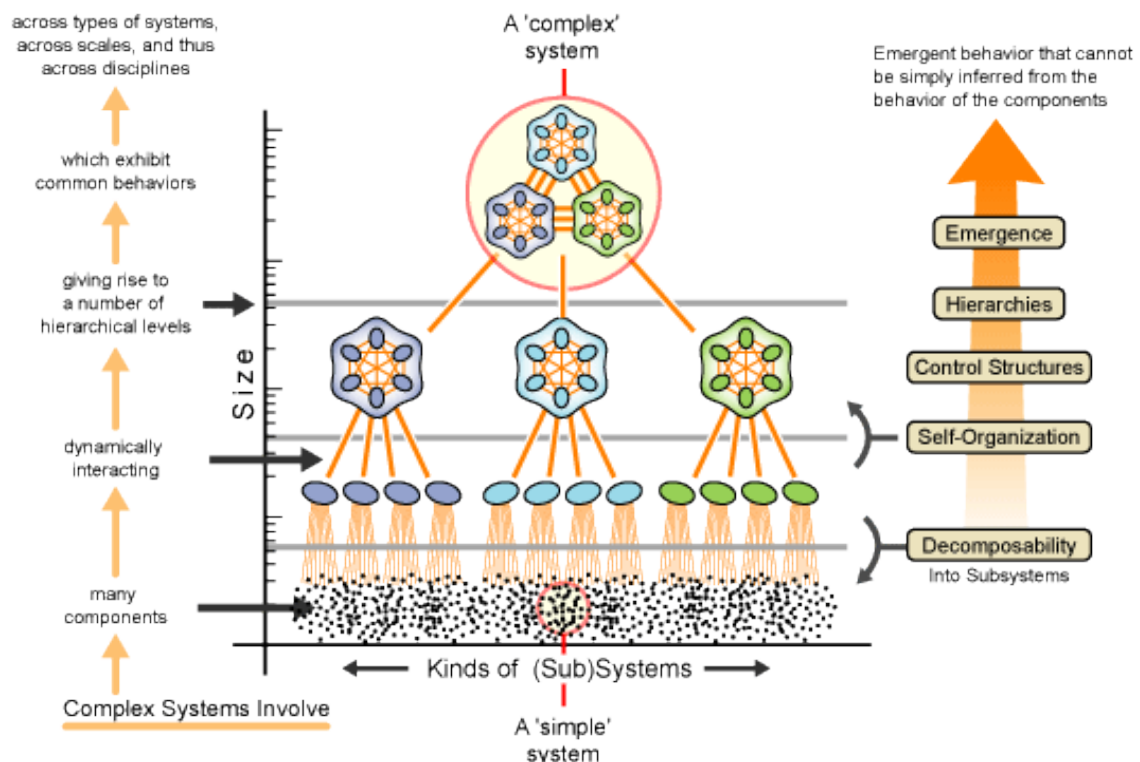 across types of systems,
across scales, and thus
across disciplines
which exhibit
common behaviors
giving rise to
a number of
hierarchical levels
dynamically
interacting
many
components
Complex Systems Involve
A 'complex'
system
Size
Kinds of (Sub)Systems
A 'simple'
system
Emergent behavior that cannot
be simply inferred from the
behavior of the components
Emergence
Hierarchies
Control Structures
Self-Organization
Decomposability
Into Subsystems